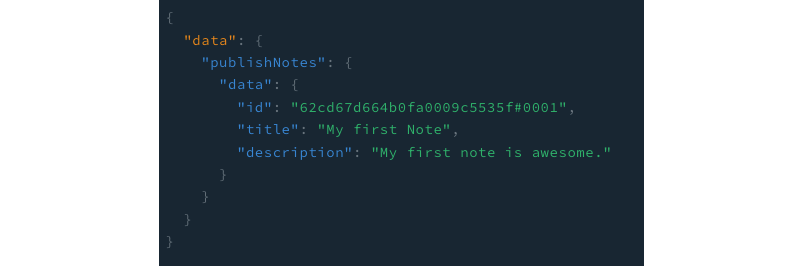 {
  "data": {
    "publishNotes": {
      "data": {
        "id": "62cd67d664b0fa0009c5535f#0001",
        "title": "My first Note",
        "description": "My first note is awesome."
      }
    }
  }
}